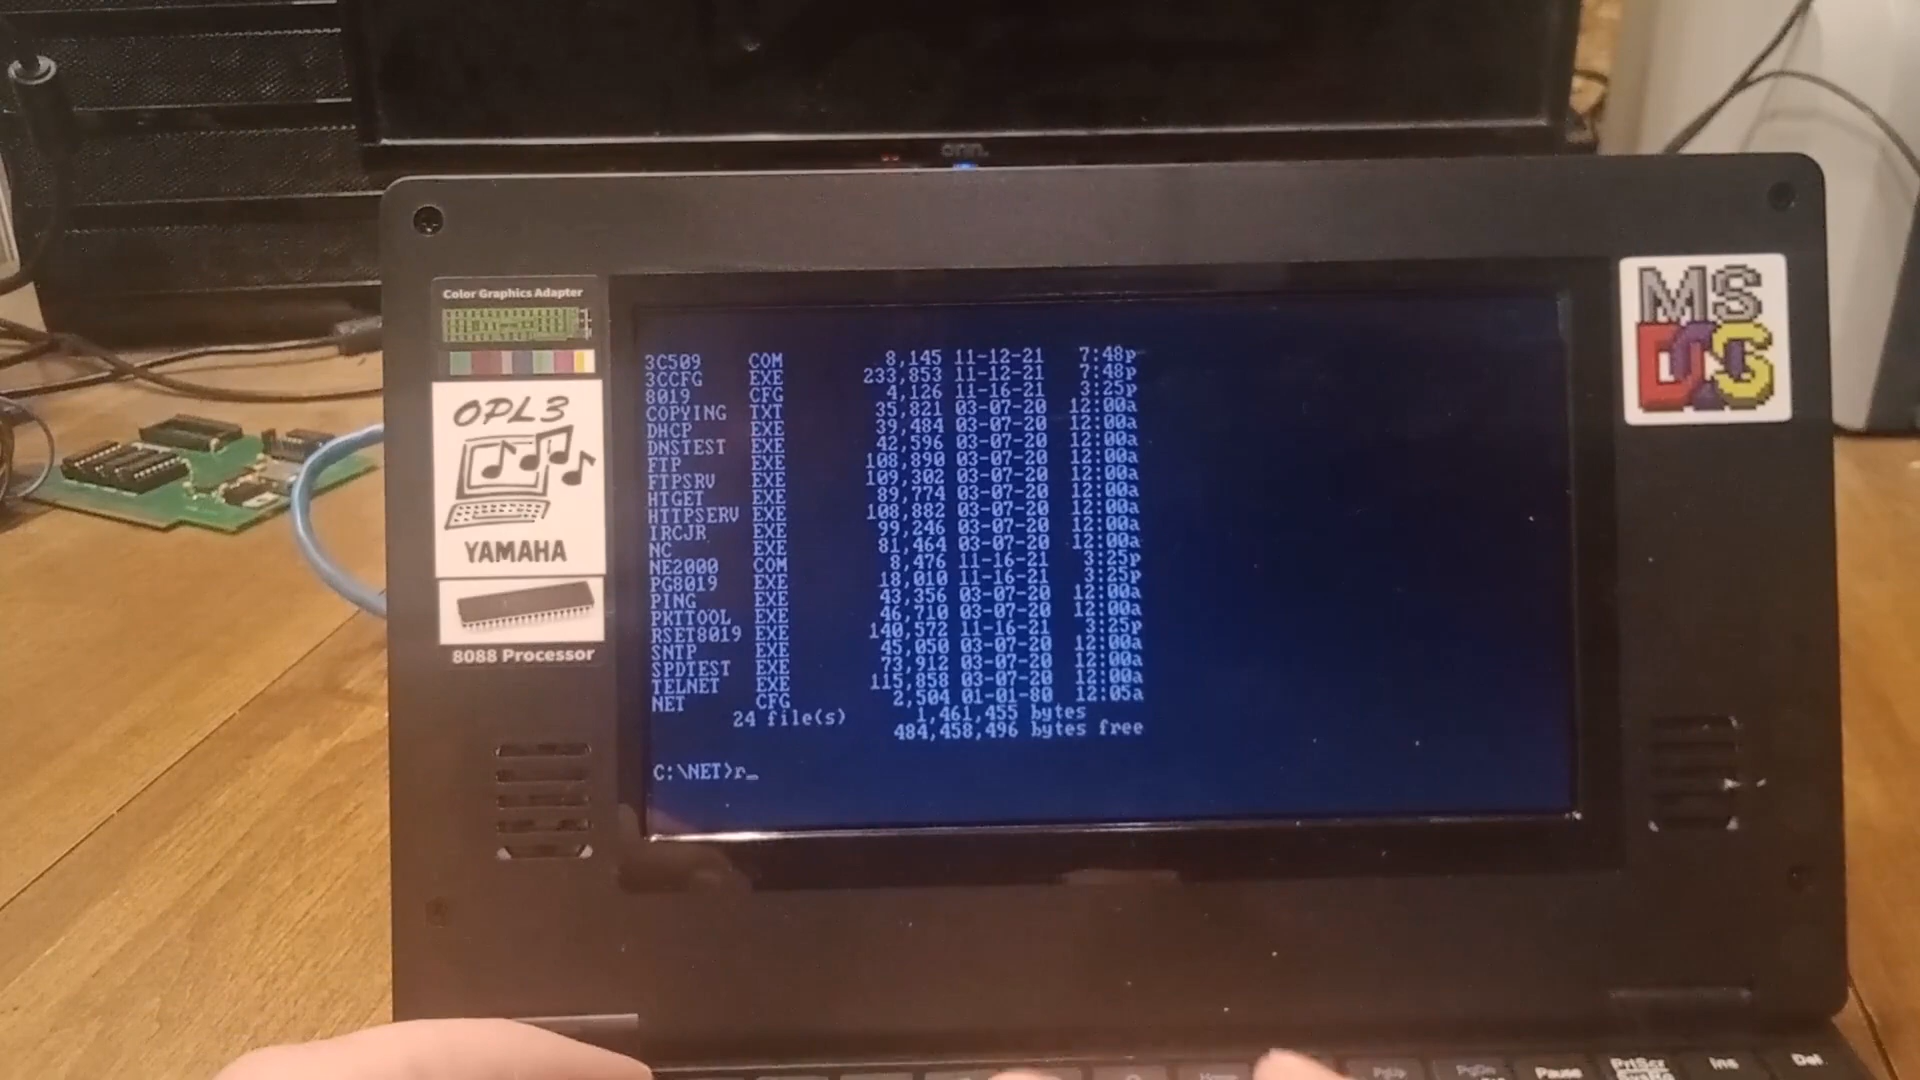 onn.
Color Graphics Adapter
OPL3
YAMAHA
8088 Processor
MS
DOS
3C509 COM 8,145 11-12-21 7:48p
3CCFG EXE 233,853 11-12-21 7:48p
8019 CFG 4,126 11-16-21 3:25p
COPYING TXT 35,821 03-07-20 12:00a
DHCP EXE 39,484 03-07-20 12:00a
DNSTEST EXE 42,596 03-07-20 12:00a
FTP EXE 108,890 03-07-20 12:00a
FTPSRV EXE 109,302 03-07-20 12:00a
HTGET EXE 89,774 03-07-20 12:00a
HTTPSERV EXE 108,882 03-07-20 12:00a
IRCJR EXE 99,246 03-07-20 12:00a
NC EXE 81,464 03-07-20 12:00a
NE2000 COM 8,476 11-16-21 3:25p
PG8019 EXE 18,010 11-16-21 3:25p
PING EXE 43,356 03-07-20 12:00a
PKTTOOL EXE 46,710 03-07-20 12:00a
RSET8019 EXE 140,572 11-16-21 3:25p
SNTP EXE 45,050 03-07-20 12:00a
SPDTEST EXE 73,912 03-07-20 12:00a
TELNET EXE 115,858 03-07-20 12:00a
NET CFG 2,504 01-01-80 12:05a
24 file(s) 1,461,455 bytes
484,458,496 bytes free
C:\NET>r_
PgUp
PgDn
Pause
PrtScr
SysRq
Ins
Del